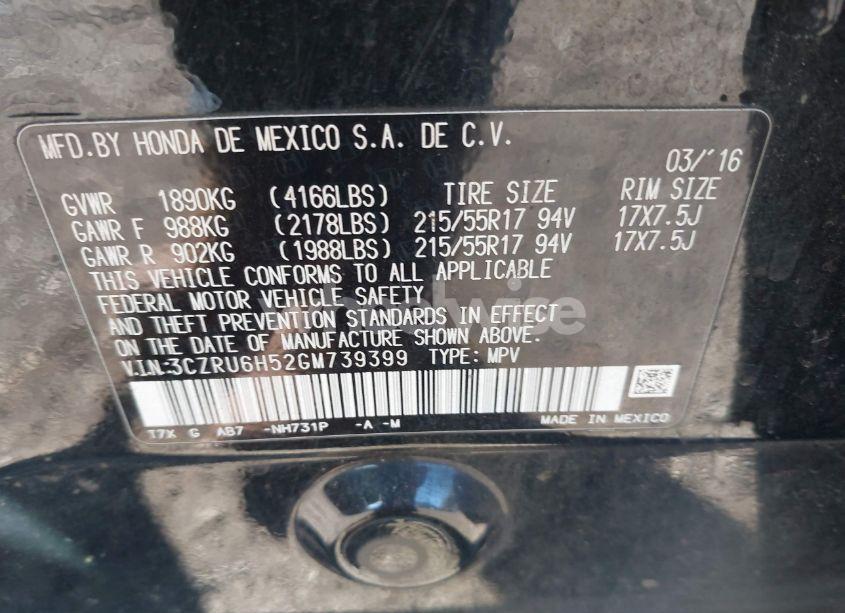 MFD.BY HONDA DE MEXICO S.A. DE C.V.
03/'16
GVWR 1890KG (4166LBS) TIRE SIZE RIM SIZE
GAWR F 988KG (2178LBS) 215/55R17 94V 17X7.5J
GAWR R 902KG (1988LBS) 215/55R17 94V 17X7.5J
THIS VEHICLE CONFORMS TO ALL APPLICABLE
FEDERAL MOTOR VEHICLE SAFETY
AND THEFT PREVENTION STANDARDS IN EFFECT
ON THE DATE OF MANUFACTURE SHOWN ABOVE.
V.I.N:3CZRU6H52GM739399 TYPE: MPV
T7X G AB7 -NH731P -A -M MADE IN MEXICO